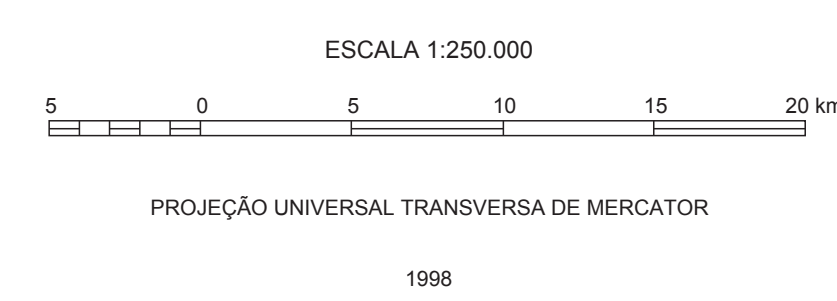 ESCALA 1:250.000
5 0 5 10 15 20 km
PROJEÇÃO UNIVERSAL TRANSVERSA DE MERCATOR
1998